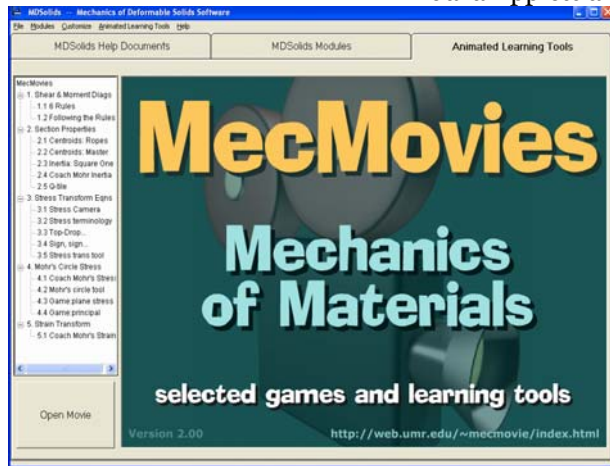 MDSolids -- Mechanics of Deformable Solids Software
File Modules Customize Animated Learning Tools Help
MDSolids Help Documents
MDSolids Modules
Animated Learning Tools
MecMovies
1. Shear & Moment Diags
1.1 6 Rules
1.2 Following the Rules
2. Section Properties
2.1 Centroids: Ropes
2.2 Centroids: Master
2.3 Inertia: Square One
2.4 Coach Mohr Inertia
2.5 Q-tile
3. Stress Transform Eqns
3.1 Stress Camera
3.2 Stress terminology
3.3 Top-Drop...
3.4 Sign, sign...
3.5 Stress trans tool
4. Mohr's Circle Stress
4.1 Coach Mohr's Stress
4.2 Mohr's circle tool
4.3 Game plane stress
4.4 Game principal
5. Strain Transform
5.1 Coach Mohr's Strain
Open Movie
MecMovies
Mechanics
of Materials
selected games and learning tools
Version 2.00
http://web.umr.edu/~mecmovie/index.html